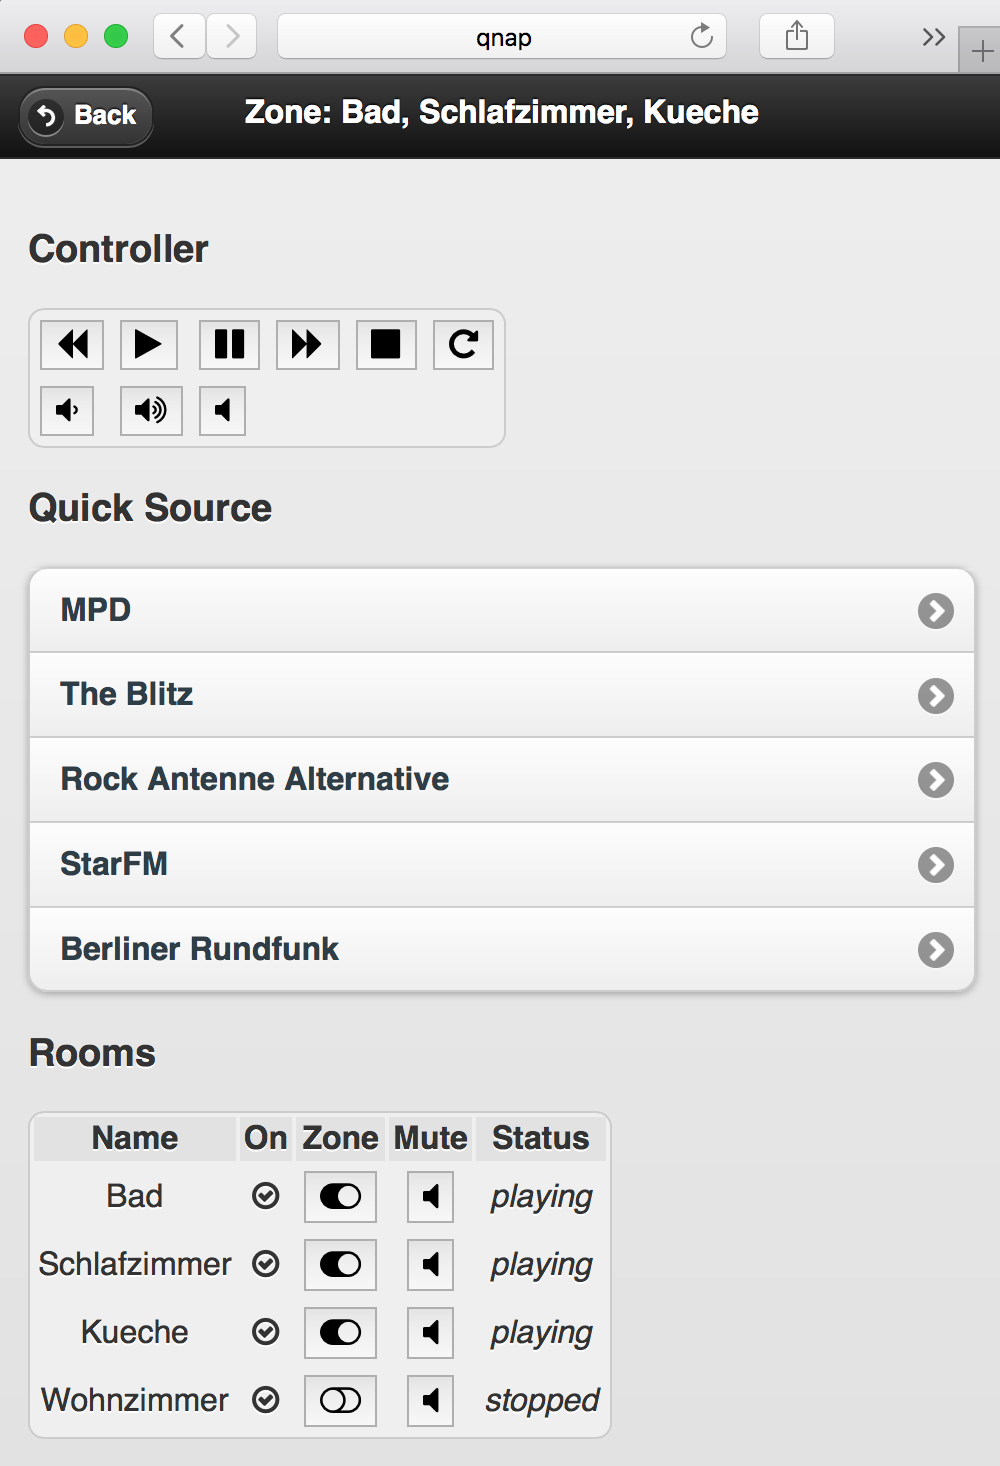 qnap
Back
Zone: Bad, Schlafzimmer, Kueche
Controller
Quick Source
MPD
The Blitz
Rock Antenne Alternative
StarFM
Berliner Rundfunk
Rooms
Name On Zone Mute Status
Bad playing
Schlafzimmer playing
Kueche playing
Wohnzimmer stopped